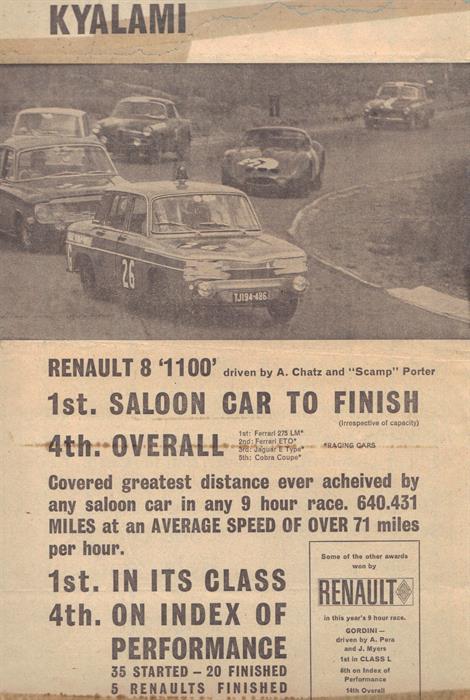 KYALAMI
26
TJ194-486
RENAULT 8 '1100' driven by A. Chatz and "Scamp" Porter
1st. SALOON CAR TO FINISH
(Irrespective of capacity)
4th. OVERALL
1st: Ferrari 275 LM*
2nd: Ferrari ETO*
3rd: Jaguar E Type*
5th: Cobra Coupe*
*RACING CARS
Covered greatest distance ever acheived by
any saloon car in any 9 hour race. 640.431
MILES at an AVERAGE SPEED OF OVER 71 miles
per hour.
1st. IN ITS CLASS
4th. ON INDEX OF
PERFORMANCE
35 STARTED – 20 FINISHED
5 RENAULTS FINISHED
Some of the other awards
won by
RENAULT
in this year's 9 hour race.
GORDINI —
driven by A. Pera
and J. Myers
1st in CLASS L
8th on Index of
Performance
14th Overall